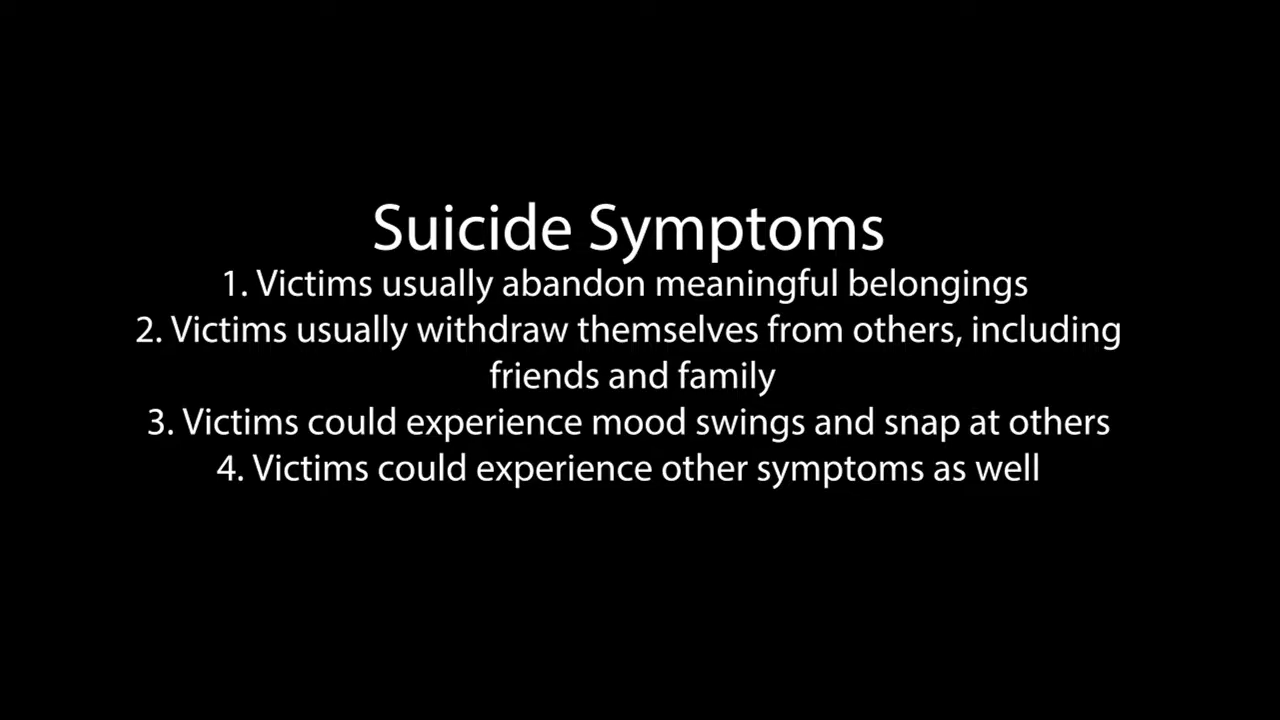 Suicide Symptoms
1. Victims usually abandon meaningful belongings
2. Victims usually withdraw themselves from others, including
friends and family
3. Victims could experience mood swings and snap at others
4. Victims could experience other symptoms as well